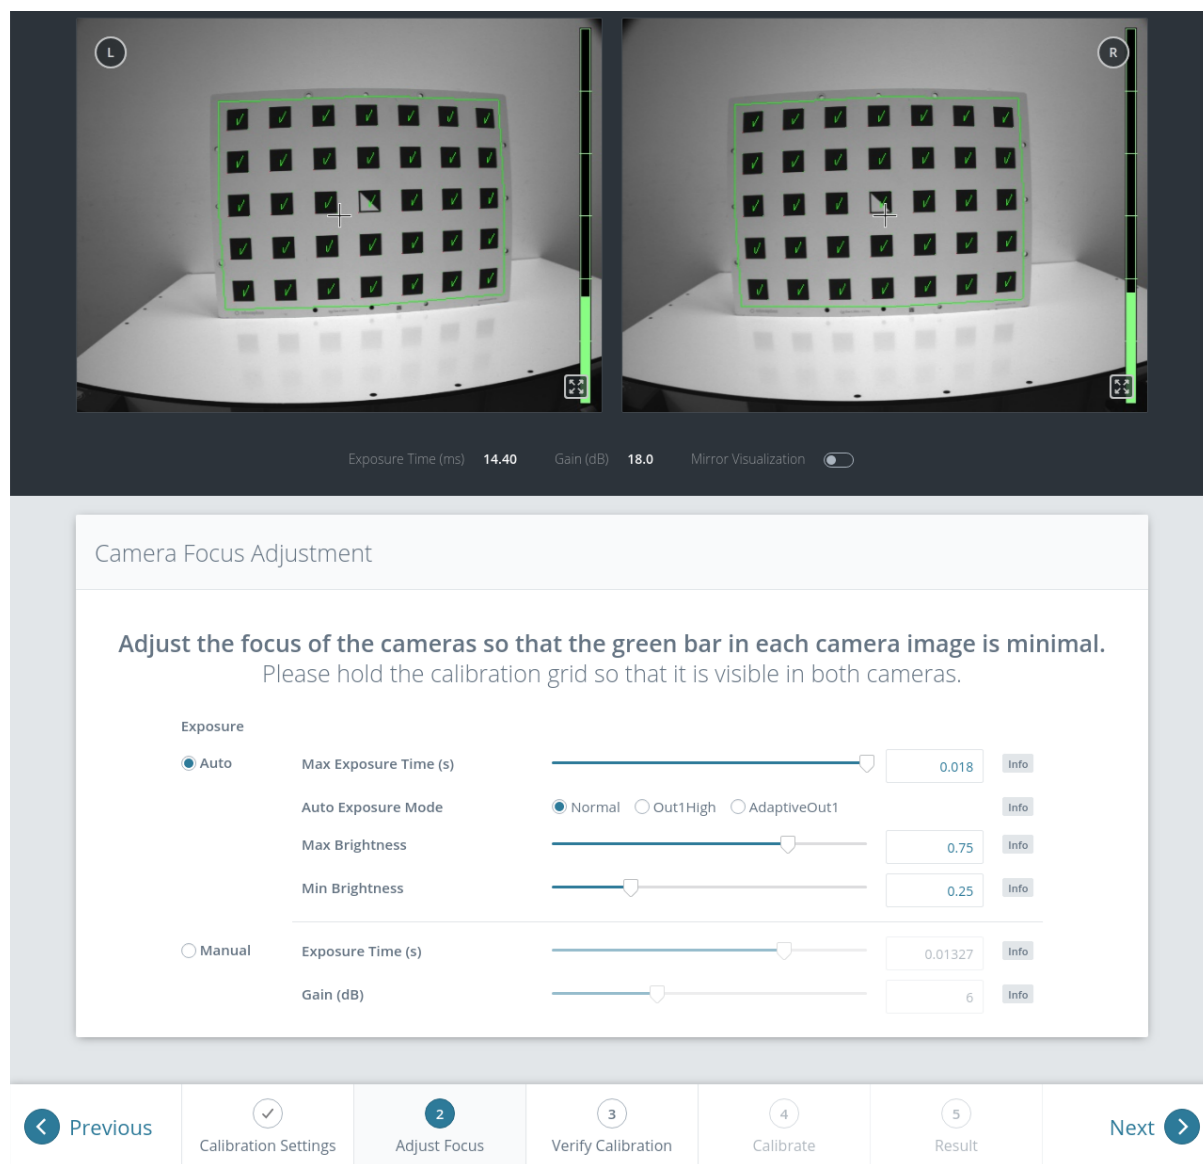 L
R
Exposure Time (ms) 14.40 Gain (dB) 18.0 Mirror Visualization
Camera Focus Adjustment
Adjust the focus of the cameras so that the green bar in each camera image is minimal.
Please hold the calibration grid so that it is visible in both cameras.
Exposure
Auto Max Exposure Time (s) 0.018 Info
Auto Exposure Mode Normal Out1High AdaptiveOut1 Info
Max Brightness 0.75 Info
Min Brightness 0.25 Info
Manual Exposure Time (s) 0.01327 Info
Gain (dB) 6 Info
Previous
Calibration Settings
2
Adjust Focus
3
Verify Calibration
4
Calibrate
5
Result
Next